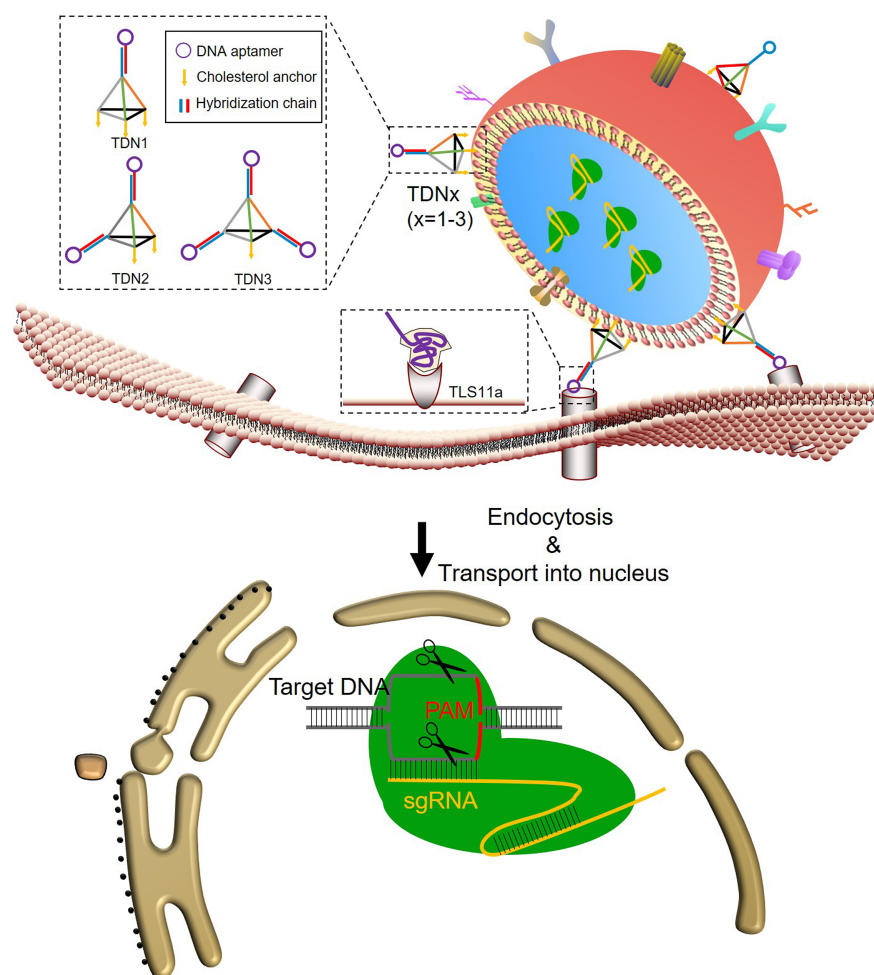 DNA aptamer
Cholesterol anchor
Hybridization chain
TDN1
TDN2
TDN3
TDNx
(x=1-3)
TLS11a
Endocytosis
&
Transport into nucleus
Target DNA
PAM
sgRNA